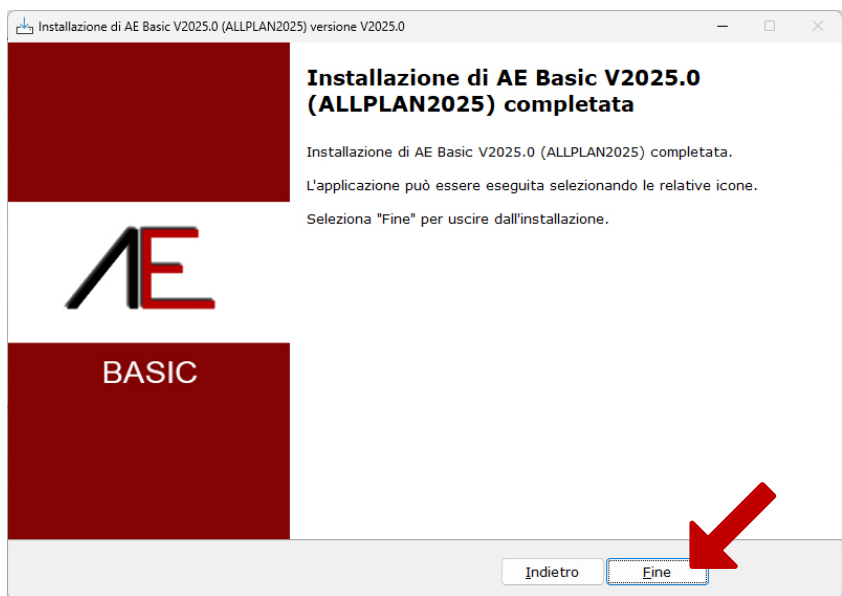 Installazione di AE Basic V2025.0 (ALLPLAN2025) versione V2025.0
Installazione di AE Basic V2025.0
(ALLPLAN2025) completata
Installazione di AE Basic V2025.0 (ALLPLAN2025) completata.
L'applicazione può essere eseguita selezionando le relative icone.
Seleziona "Fine" per uscire dall'installazione.
AE
BASIC
Indietro
Fine